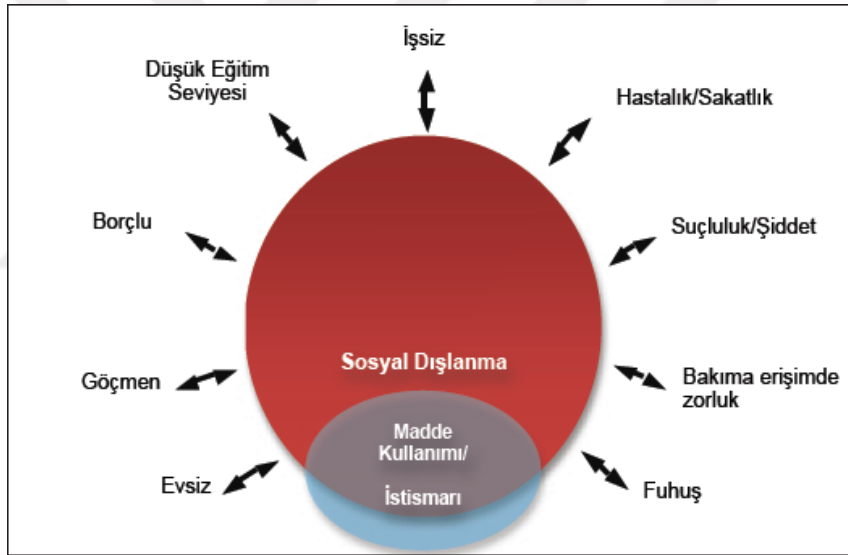 İşsiz
Düşük Eğitim
Seviyesi
Hastalık/Sakatlık
Borçlu
Suçluluk/Şiddet
Sosyal Dışlanma
Göçmen
Bakıma erişimde
zorluk
Madde
Kullanımı/
İstismarı
Evsiz
Fuhuş